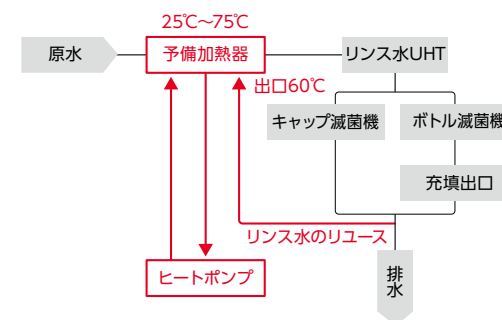 25℃～75℃
原水
予備加熱器
リンス水UHT
出口60℃
キャップ滅菌機
ボトル滅菌機
充填出口
リンス水のリユース
ヒートポンプ
排水